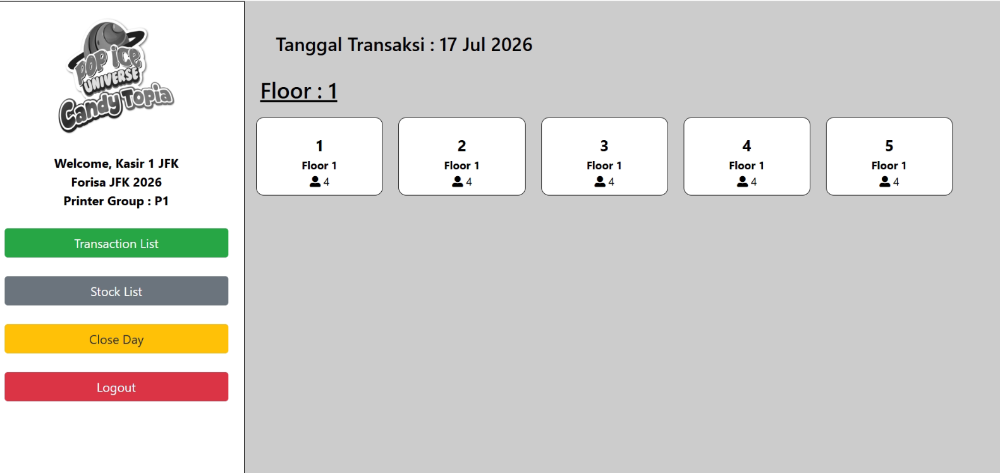 POP ICE
UNIVERSE
Candy Topia
Welcome, Kasir 1 JFK
Forisa JFK 2026
Printer Group : P1
Transaction List
Stock List
Close Day
Logout
Tanggal Transaksi : 17 Jul 2026
Floor : 1
1
Floor 1
4
2
Floor 1
4
3
Floor 1
4
4
Floor 1
4
5
Floor 1
4